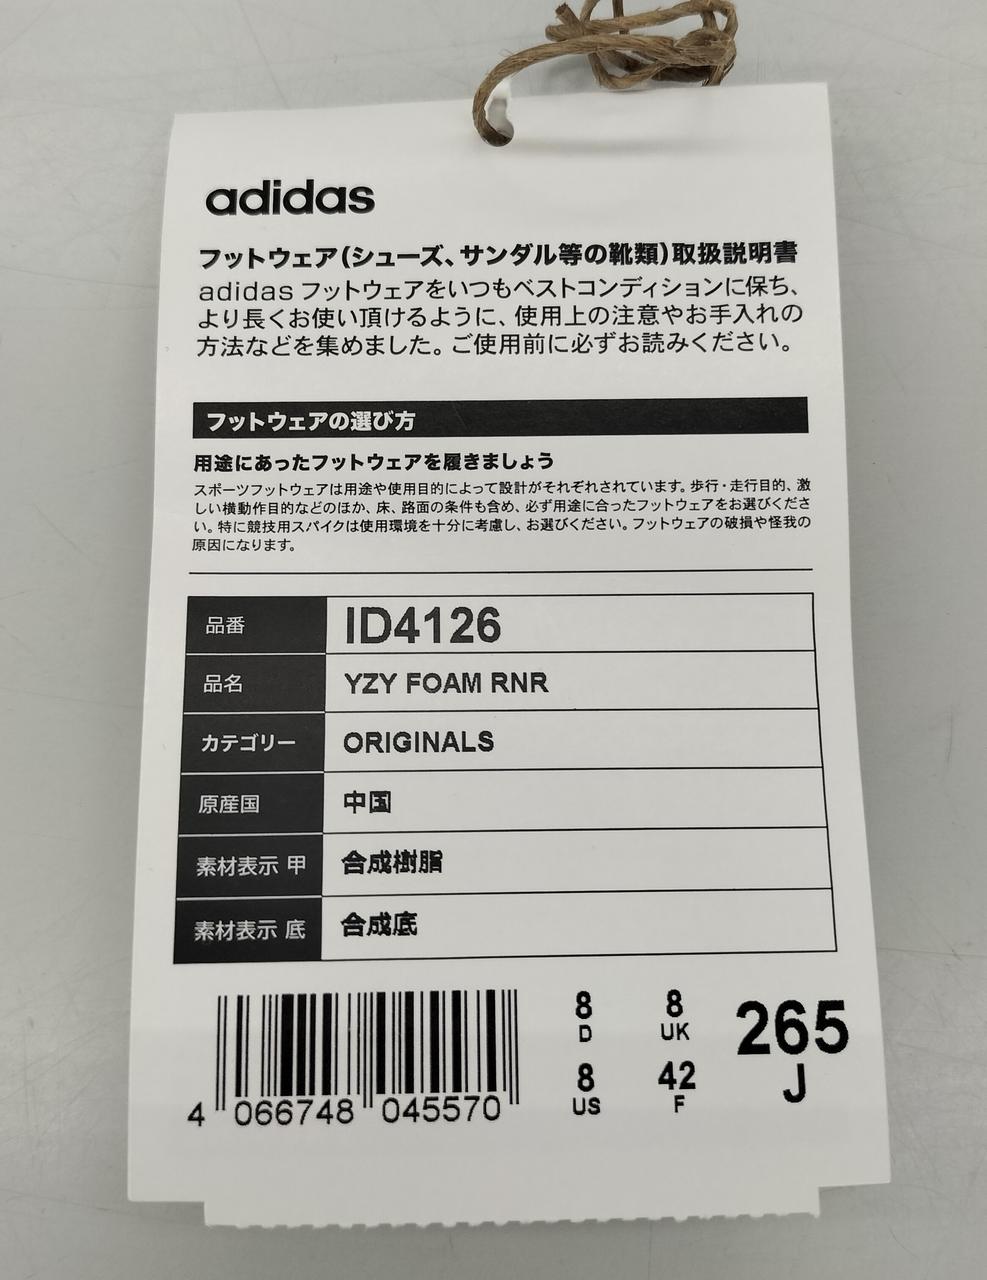 adidas
フットウェア(シューズ、サンダル等の靴類)取扱説明書
adidas フットウェアをいつもベストコンディションに保ち、
より長くお使い頂けるように、使用上の注意やお手入れの
方法などを集めました。ご使用前に必ずお読みください。
フットウェアの選び方
用途にあったフットウェアを履きましょう
スポーツフットウェアは用途や使用目的によって設計がそれぞれされています。歩行・走行目的、激
しい横動作目的などのほか、床、路面の条件も含め、必ず用途に合ったフットウェアをお選びくださ
い。特に競技用スパイクは使用環境を十分に考慮し、お選びください。フットウェアの破損や怪我の
原因になります。
品番 ID4126
品名 YZY FOAM RNR
カテゴリー ORIGINALS
原産国 中国
素材表示 甲 合成樹脂
素材表示 底 合成底
8 8 265
D UK J
8 42
US F
4 066748 045570